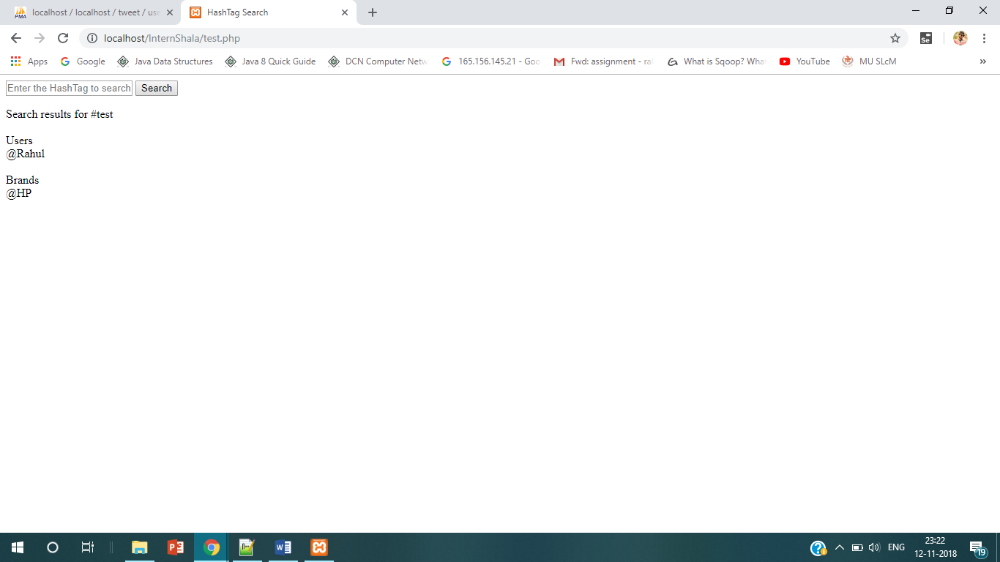 PMA
localhost / localhost / tweet / use
HashTag Search
localhost/InternShala/test.php
Se
Apps
Google
Java Data Structures
Java 8 Quick Guide
DCN Computer Netw
165.156.145.21 - Goo
Fwd: assignment - ra
What is Sqoop? Wha
YouTube
MU SLcM
»
Enter the HashTag to search
Search
Search results for #test
Users
@Rahul
Brands
@HP
ENG
23:22
12-11-2018
19